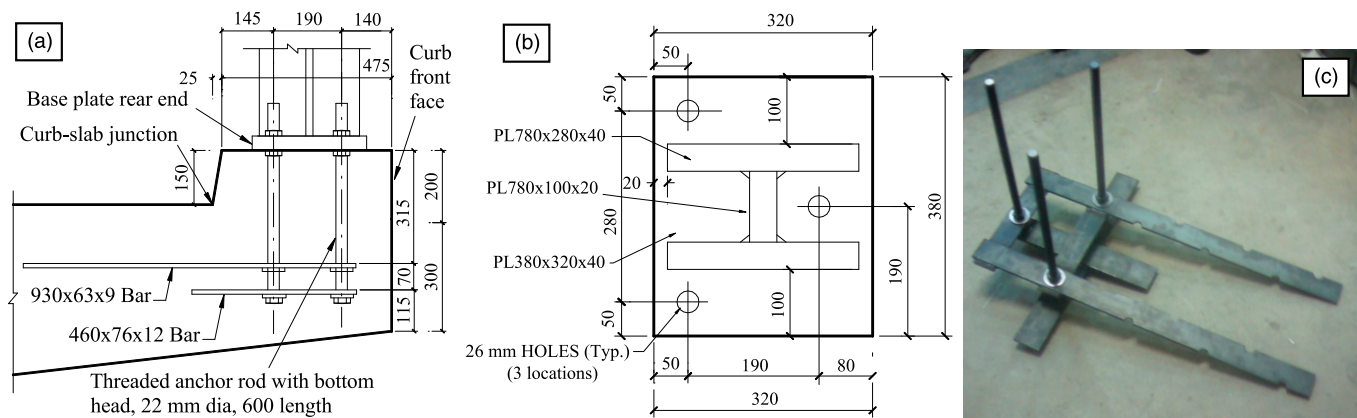 (a)
145
190
140
475
25
Curb
front
face
Base plate rear end
Curb-slab junction
150
200
315
70
300
115
930x63x9 Bar
460x76x12 Bar
Threaded anchor rod with bottom
head, 22 mm dia, 600 length
(b)
320
50
50
100
PL780x280x40
PL780x100x20
20
280
380
PL380x320x40
190
100
50
26 mm HOLES (Typ.)
(3 locations)
50
190
80
320
(c)